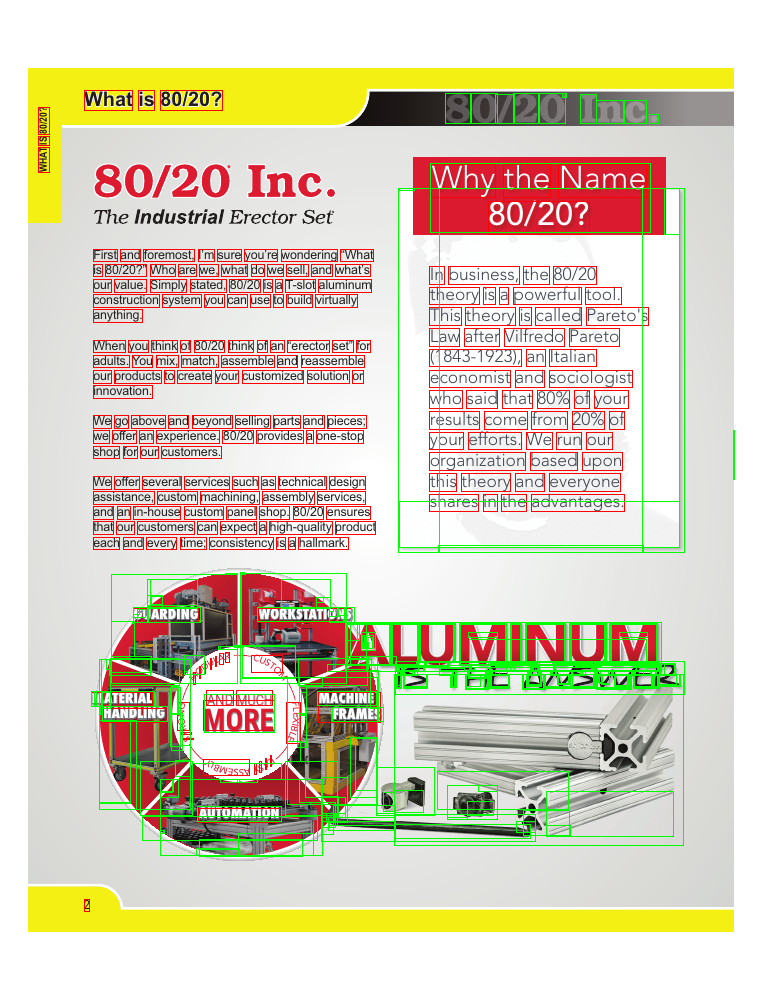 What is 80/20?
80/20 Inc.
WHAT IS 80/20?
80/20 Inc.
The Industrial Erector Set
First and foremost, I'm sure you're wondering "What
is 80/20?" Who are we, what do we sell, and what's
our value. Simply stated, 80/20 is a T-slot aluminum
construction system you can use to build virtually
anything.
When you think of 80/20 think of an "erector set" for
adults. You mix, match, assemble and reassemble
our products to create your customized solution or
innovation.
We go above and beyond selling parts and pieces;
we offer an experience. 80/20 provides a one-stop
shop for our customers.
We offer several services such as technical design
assistance, custom machining, assembly services,
and an in-house custom panel shop, 80/20 ensures
that our customers can expect a high-quality product
each and every time; consistency is a hallmark.
Why the Name
80/20?
In business, the 80/20
theory is a powerful tool.
This theory is called Pareto's
Law after Vilfredo Pareto
(1843-1923), an Italian
economist and sociologist
who said that 80% of your
results come from 20% of
your efforts. We run our
organization based upon
this theory and everyone
shares in the advantages.
GUARDING
WORKSTATIONS
MATERIAL
HANDLING
MACHINE
FRAMES
AUTOMATION
CUSTOM
FLEXIBLE
ASSEMBLY
AND MUCH
MORE
ALUMINUM
IS THE ANSWER
2